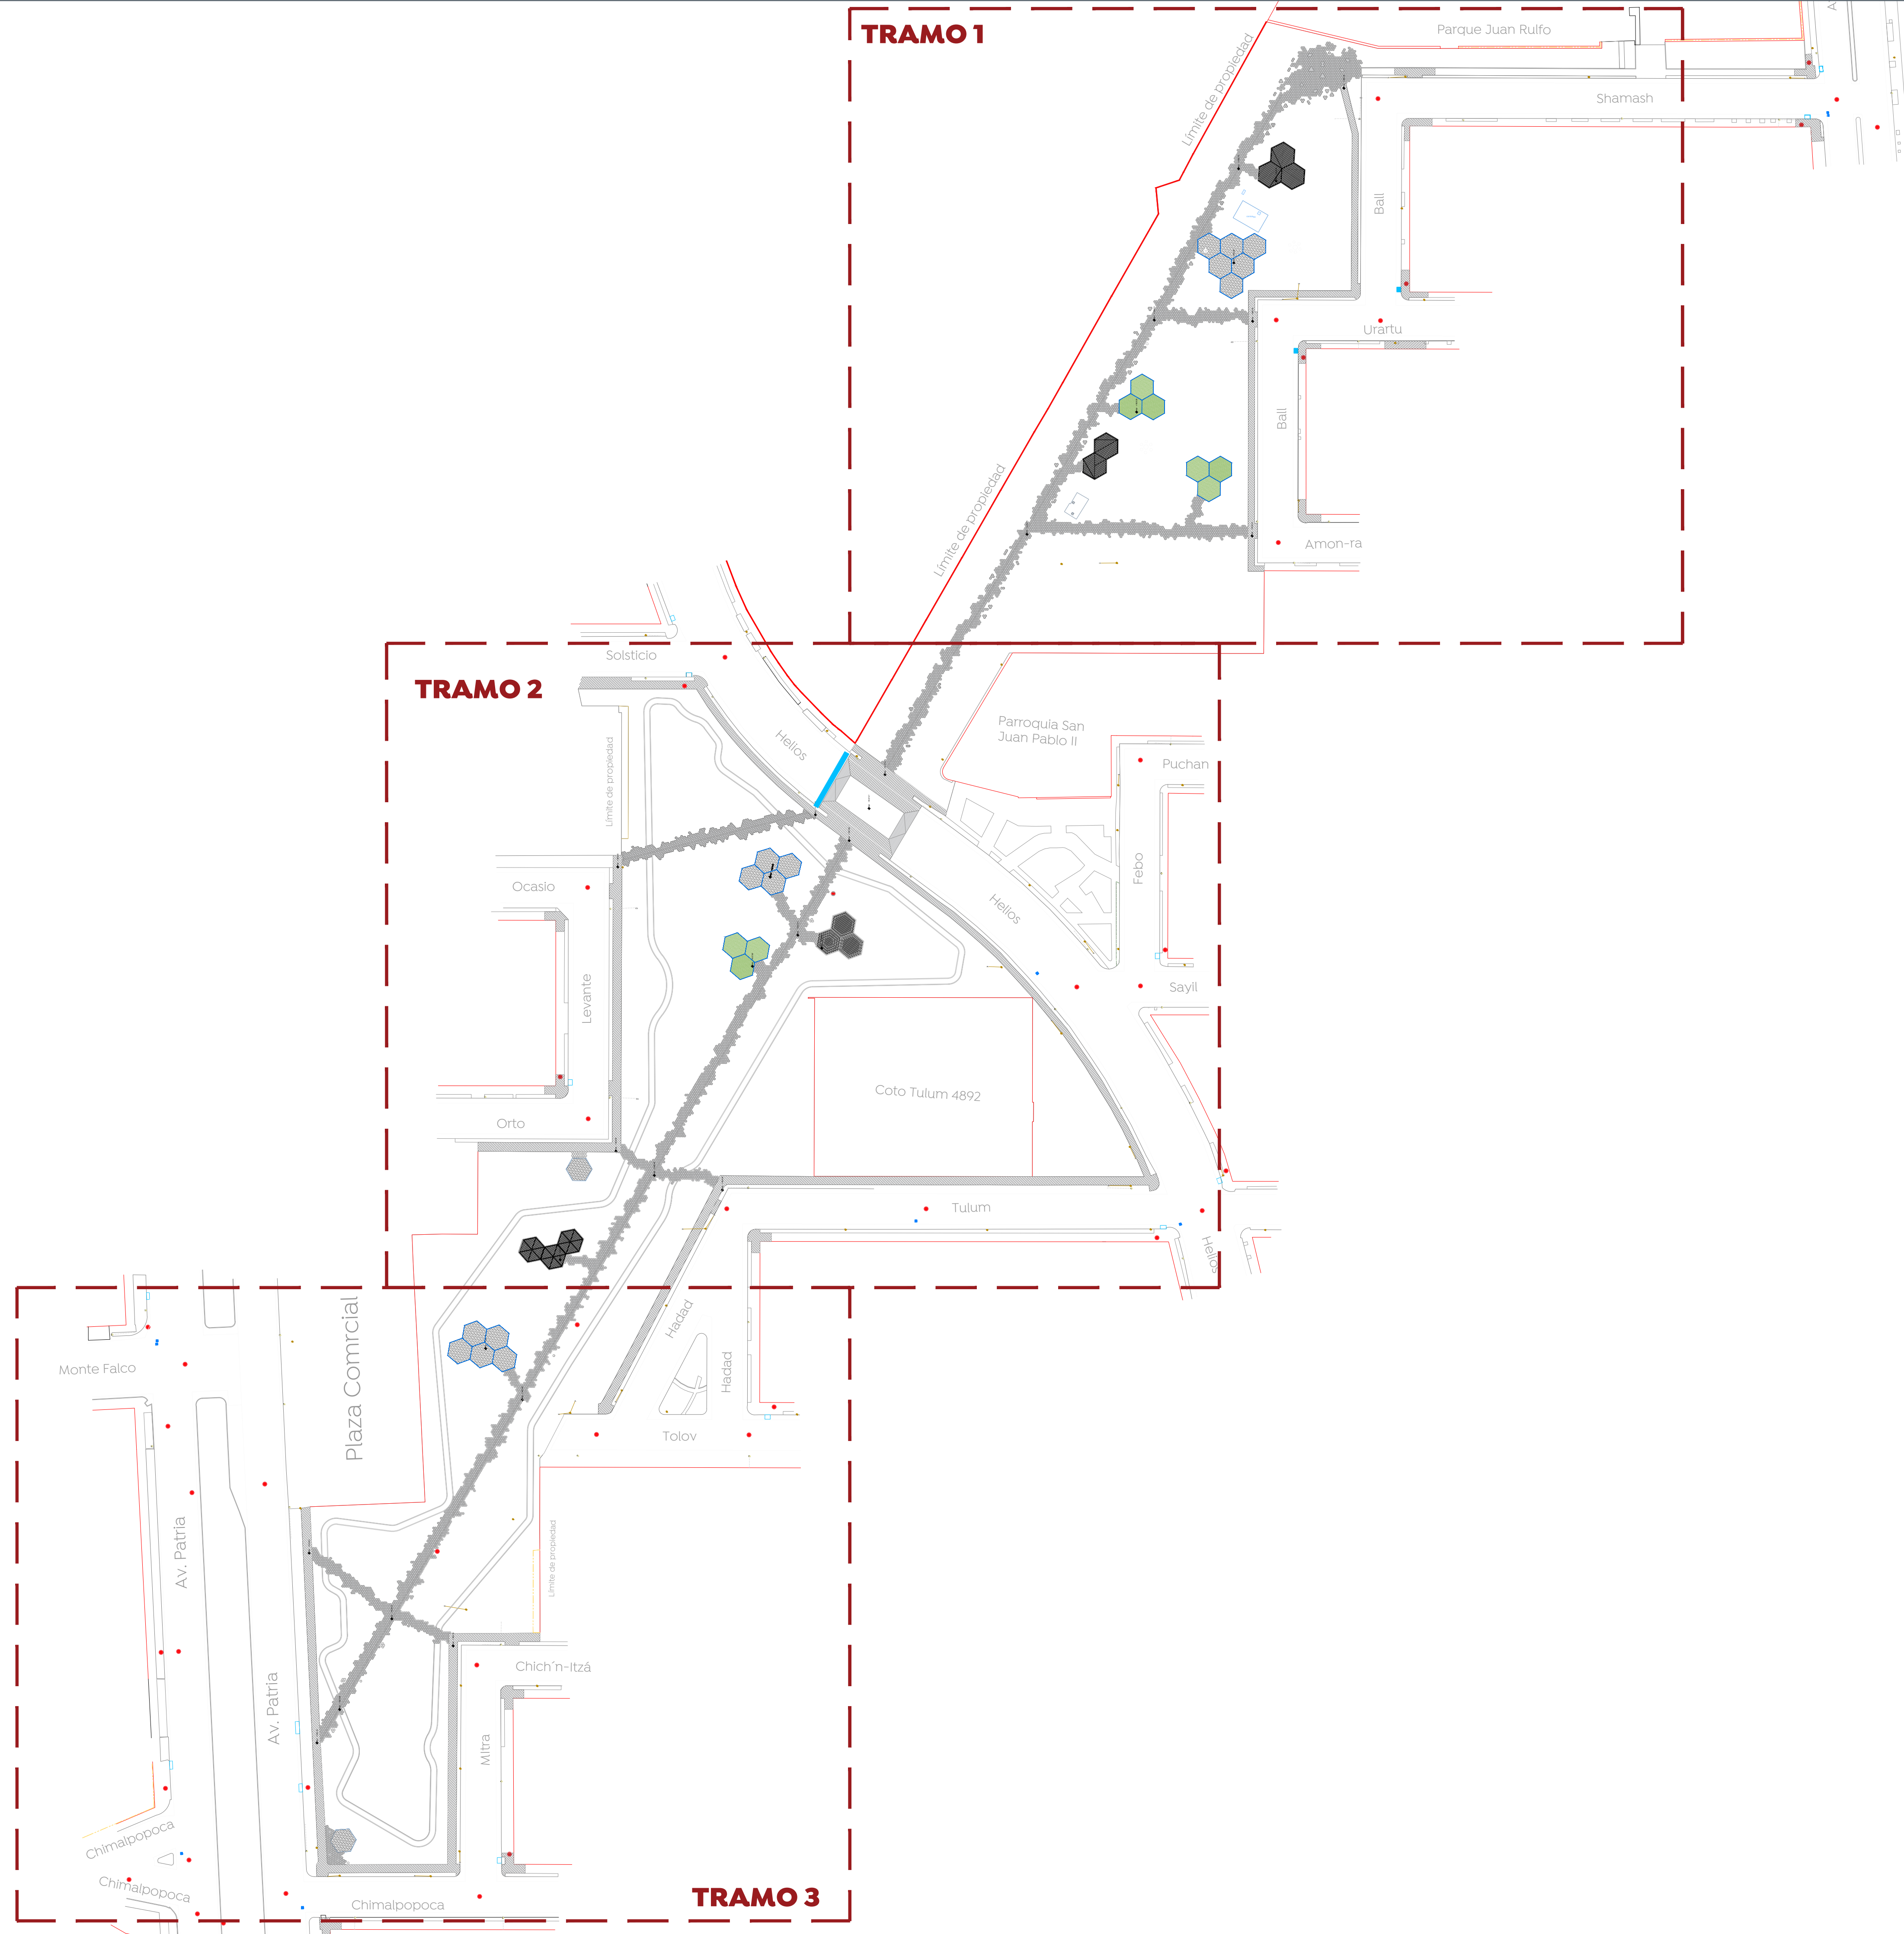 TRAMO 1
Parque Juan Rulfo
Límite de propiedad
Shamash
Ball
Urartu
Ball
Límite de propiedad
Amon-ra
Solsticio
TRAMO 2
Helios
Parroquia San
Juan Pablo II
Límite de propiedad
Puchan
Ocasio
Febo
Helios
Levante
Sayil
Coto Tulum 4892
Orto
Tulum
Helios
Hadad
Plaza Comrcial
Monte Falco
Hadad
Tolov
Av. Patria
Límite de propiedad
Chich´n-Itzá
Av. Patria
Mitra
Chimalpopoca
Chimalpopoca
Chimalpopoca
TRAMO 3